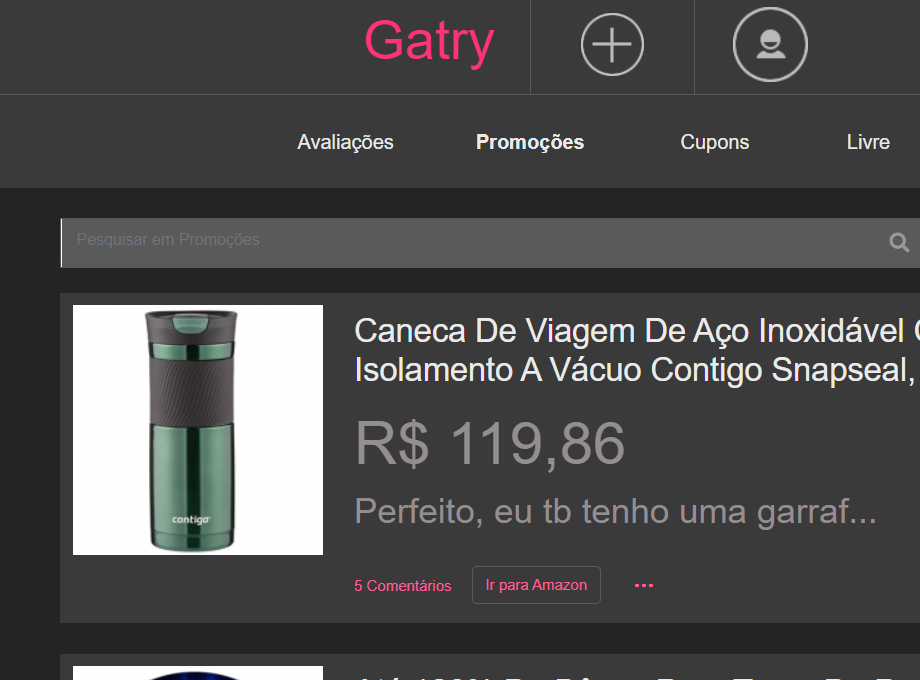 Gatry
Avaliações
Promoções
Cupons
Livre
Pesquisar em Promoções
Caneca De Viagem De Aço Inoxidável
Isolamento A Vácuo Contigo Snapseal,
R$ 119,86
Perfeito, eu tb tenho uma garraf...
contigo
5 Comentários
Ir para Amazon
...